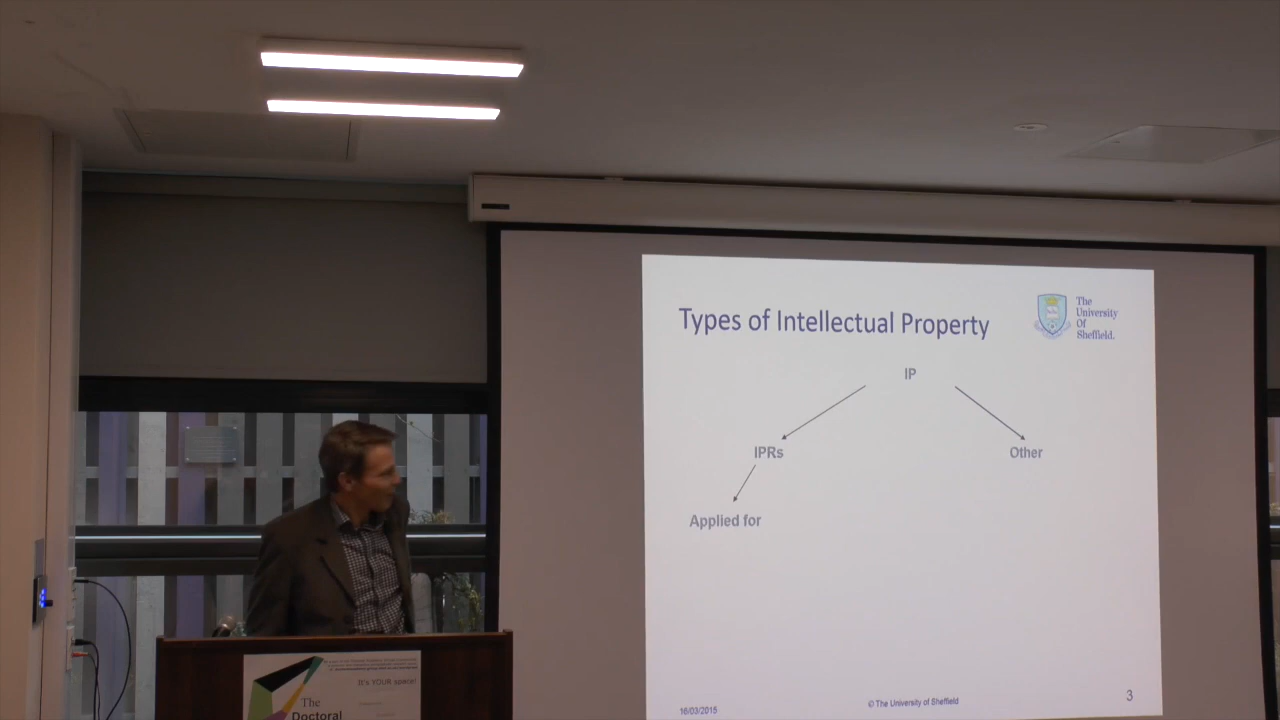 Types of Intellectual Property
The
University
Of
Sheffield.
IP
IPRs
Other
Applied for
16/03/2015
© The University of Sheffield
3
It's YOUR space!
The
Doctoral